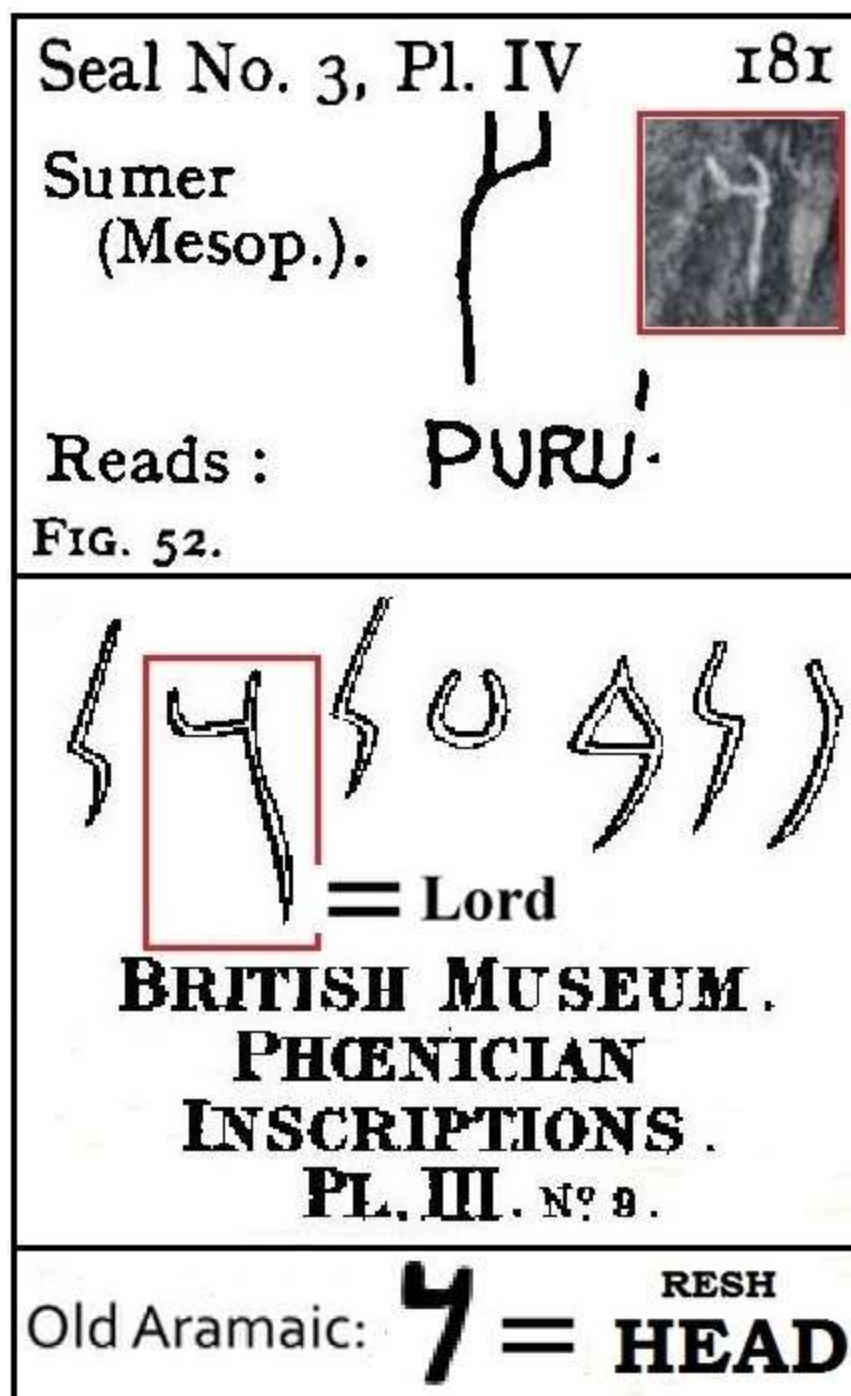 Seal No. 3, Pl. IV 181
Sumer
(Mesop.).
Reads : PURU´.
FIG. 52.
= Lord
BRITISH MUSEUM.
PHŒNICIAN
INSCRIPTIONS.
PL. III. Nº 9.
Old Aramaic: =
RESH
HEAD